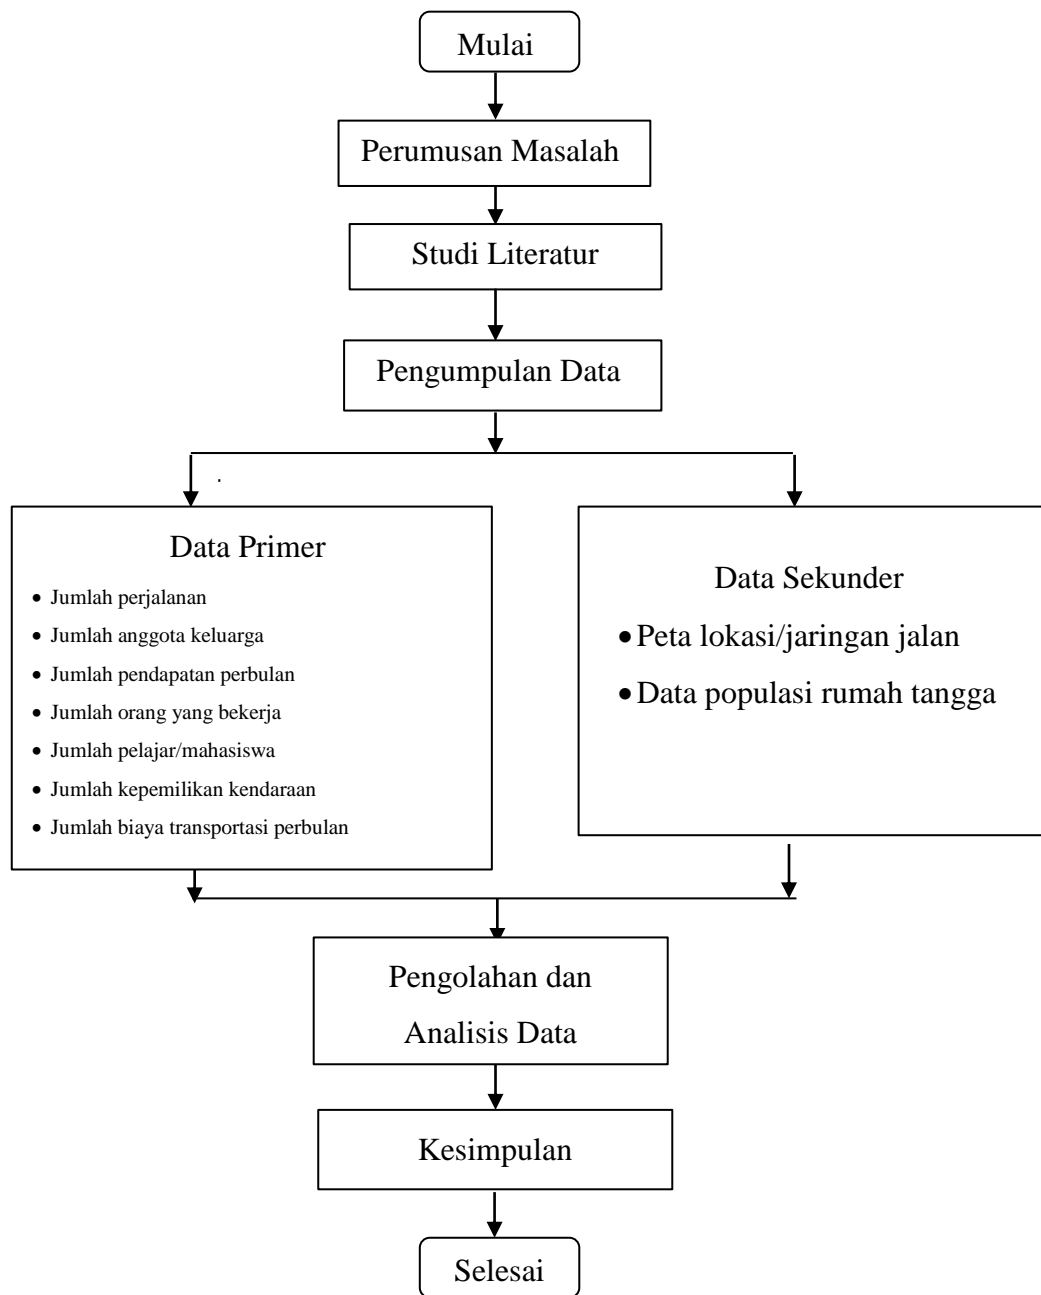 Mulai
Perumusan Masalah
Studi Literatur
Pengumpulan Data
Data Primer
• Jumlah perjalanan
• Jumlah anggota keluarga
• Jumlah pendapatan perbulan
• Jumlah orang yang bekerja
• Jumlah pelajar/mahasiswa
• Jumlah kepemilikan kendaraan
• Jumlah biaya transportasi perbulan
Data Sekunder
• Peta lokasi/jaringan jalan
• Data populasi rumah tangga
Pengolahan dan
Analisis Data
Kesimpulan
Selesai